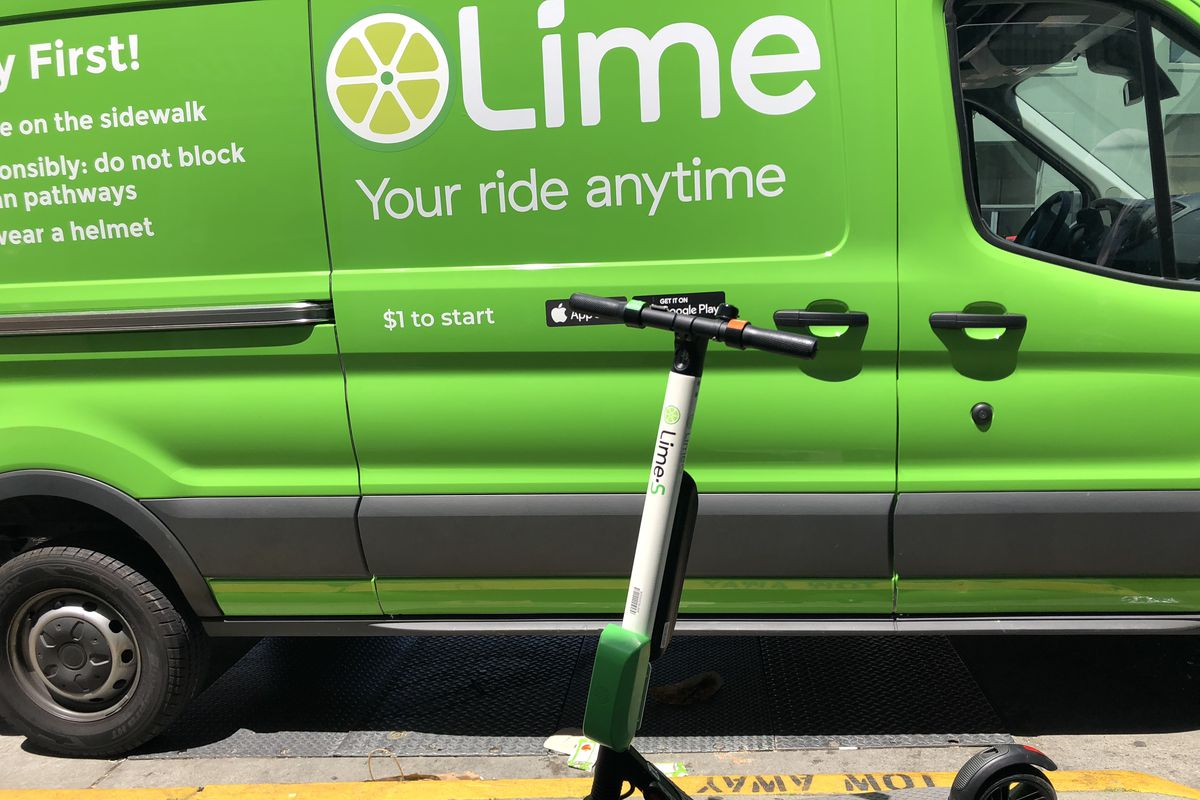 y First!
e on the sidewalk
onsibly: do not block
n pathways
wear a helmet
Lime
Your ride anytime
$1 to start
App
GET IT ON
Google Play
Lime-S
TOW AWAY